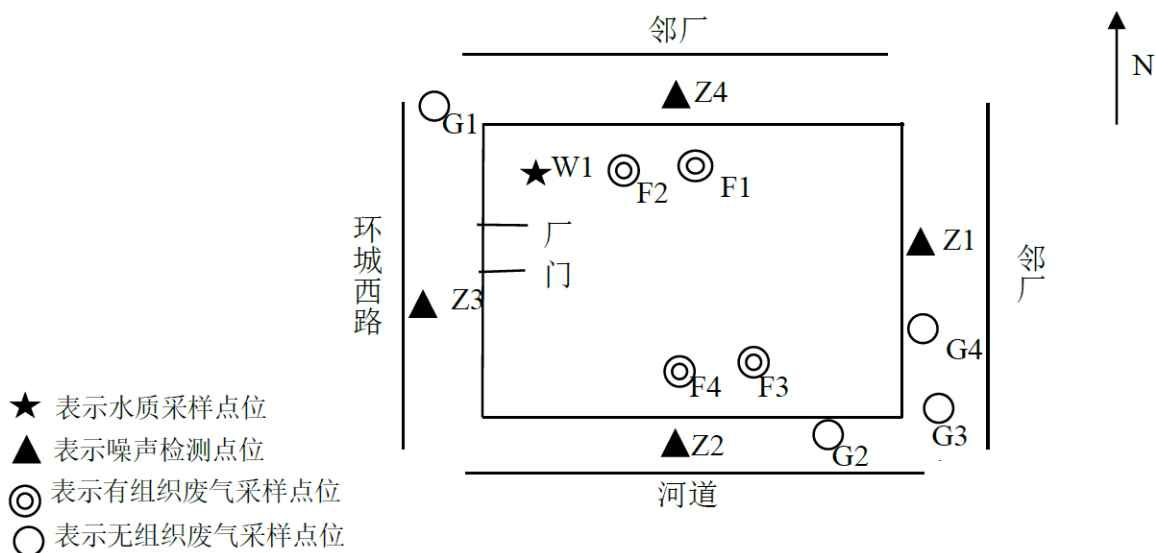 邻厂
N
Z4
G1
W1
F2
F1
环城西路
厂
门
Z1
邻厂
Z3
G4
F4
F3
G3
Z2
G2
河道
表示水质采样点位
表示噪声检测点位
表示有组织废气采样点位
表示无组织废气采样点位